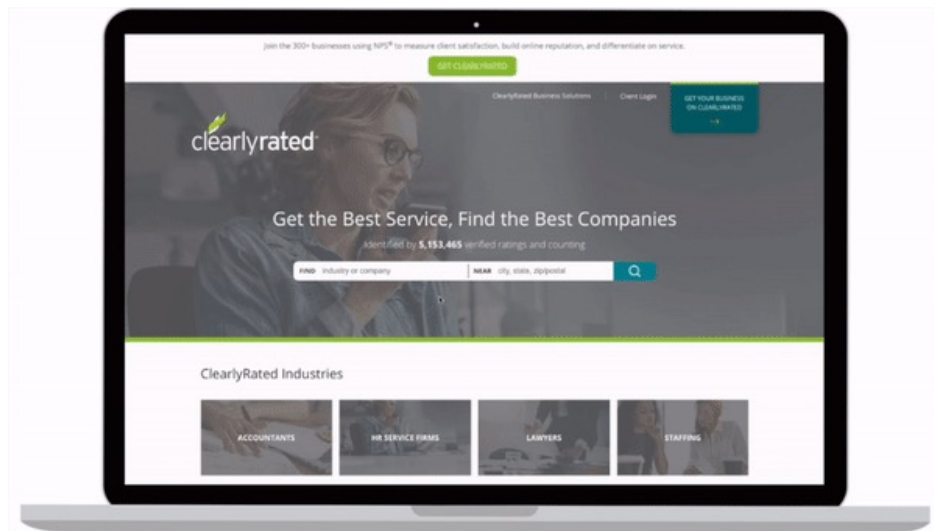 Join the 300+ businesses using NPS® to measure client satisfaction, build online reputation, and differentiate on service.
GET CLEARLYRATED
ClearlyRated Business Solutions | Client Login
GET YOUR BUSINESS
ON CLEARLYRATED
clearlyrated
Get the Best Service, Find the Best Companies
Identified by 5,153,465 verified ratings and counting
FIND industry or company NEAR city, state, zip/postal
ClearlyRated Industries
ACCOUNTANTS HR SERVICE FIRMS LAWYERS STAFFING